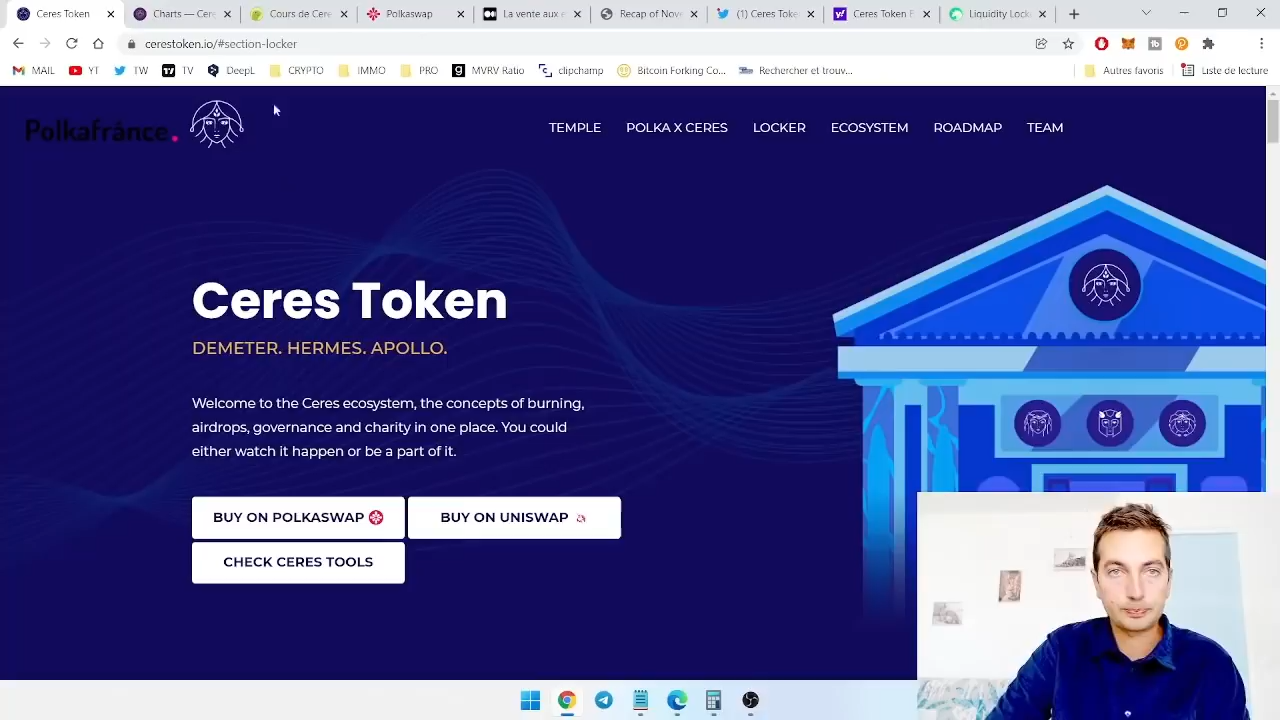 Ceres Token
Charts — Cere
Cours de Cere
Polkaswap
La vente aux e
Recap of Nov
(1) Ceres Toke
Ceres Token E
Liquidity Lock
cerestoken.io/#section-locker
MAIL
YT
TW
TV
DeepL
CRYPTO
IMMO
PRO
MVRV Ratio
clipchamp
Bitcoin Forking Co...
Rechercher et trouv...
Autres favoris
Liste de lecture
Polkafránce.
TEMPLE
POLKA X CERES
LOCKER
ECOSYSTEM
ROADMAP
TEAM
Ceres Token
DEMETER. HERMES. APOLLO.
Welcome to the Ceres ecosystem, the concepts of burning,
airdrops, governance and charity in one place. You could
either watch it happen or be a part of it.
BUY ON POLKASWAP
BUY ON UNISWAP
CHECK CERES TOOLS